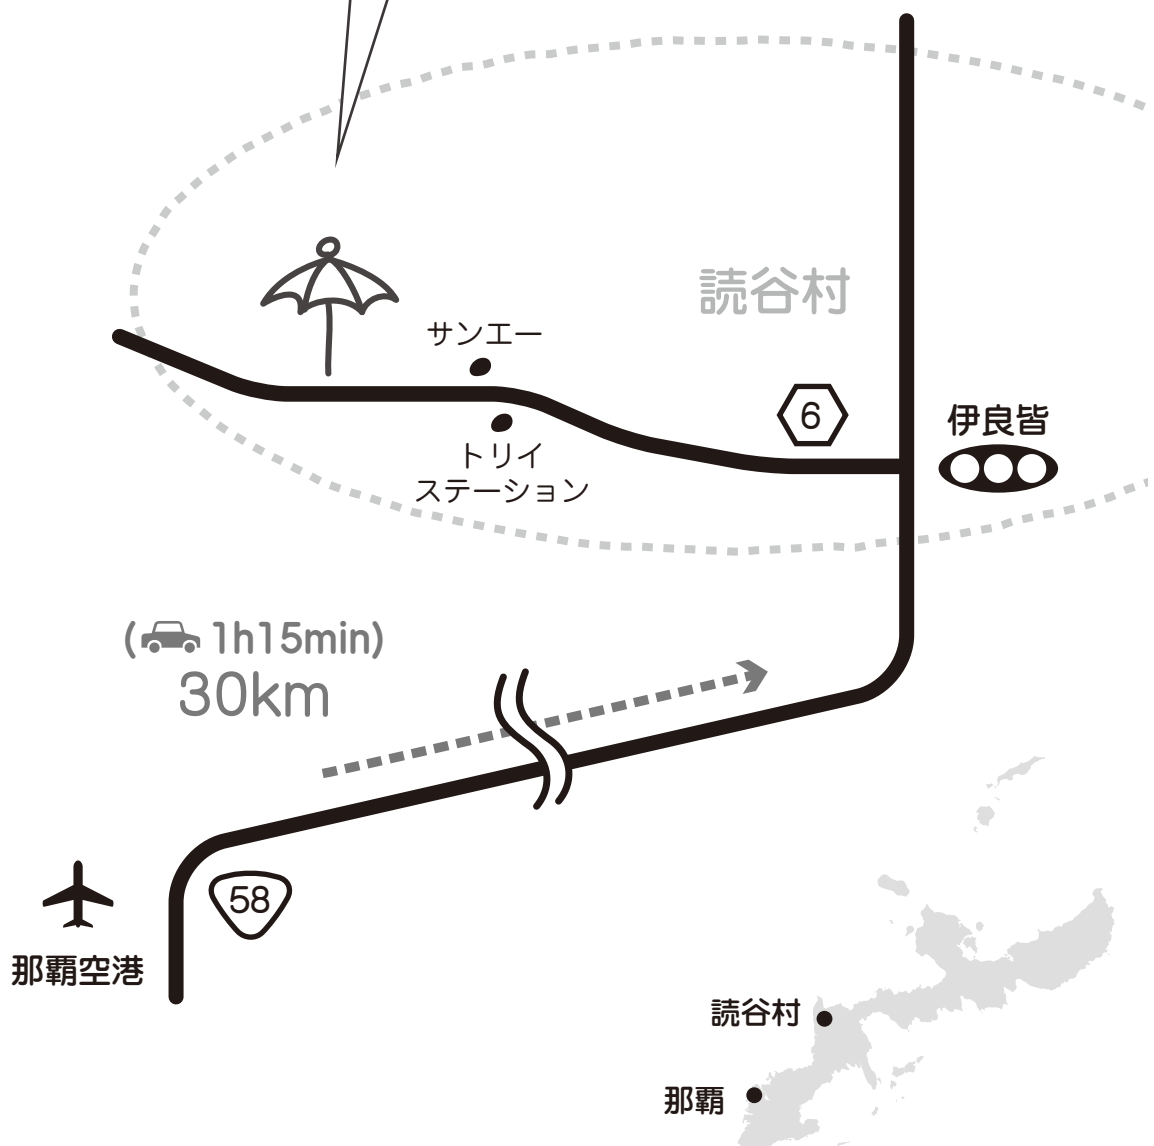 読谷村
サンエー
6
伊良皆
トリイ
ステーション
(1h15min)
30km
58
那覇空港
読谷村
那覇